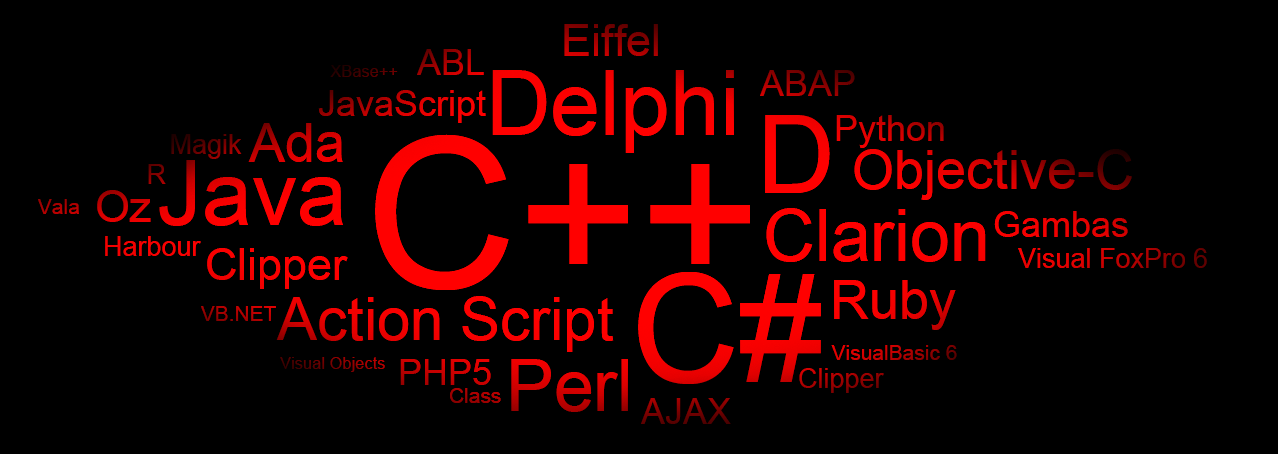 Eiffel
XBase++
ABL
Delphi
ABAP
JavaScript
Python
Magik
Ada
C++
D
Objective-C
R
Java
Vala
Oz
Clarion
Gambas
Harbour
Clipper
Visual FoxPro 6
VB.NET
Action Script
C#
Ruby
Visual Objects
PHP5
Perl
VisualBasic 6
Class
Clipper
AJAX